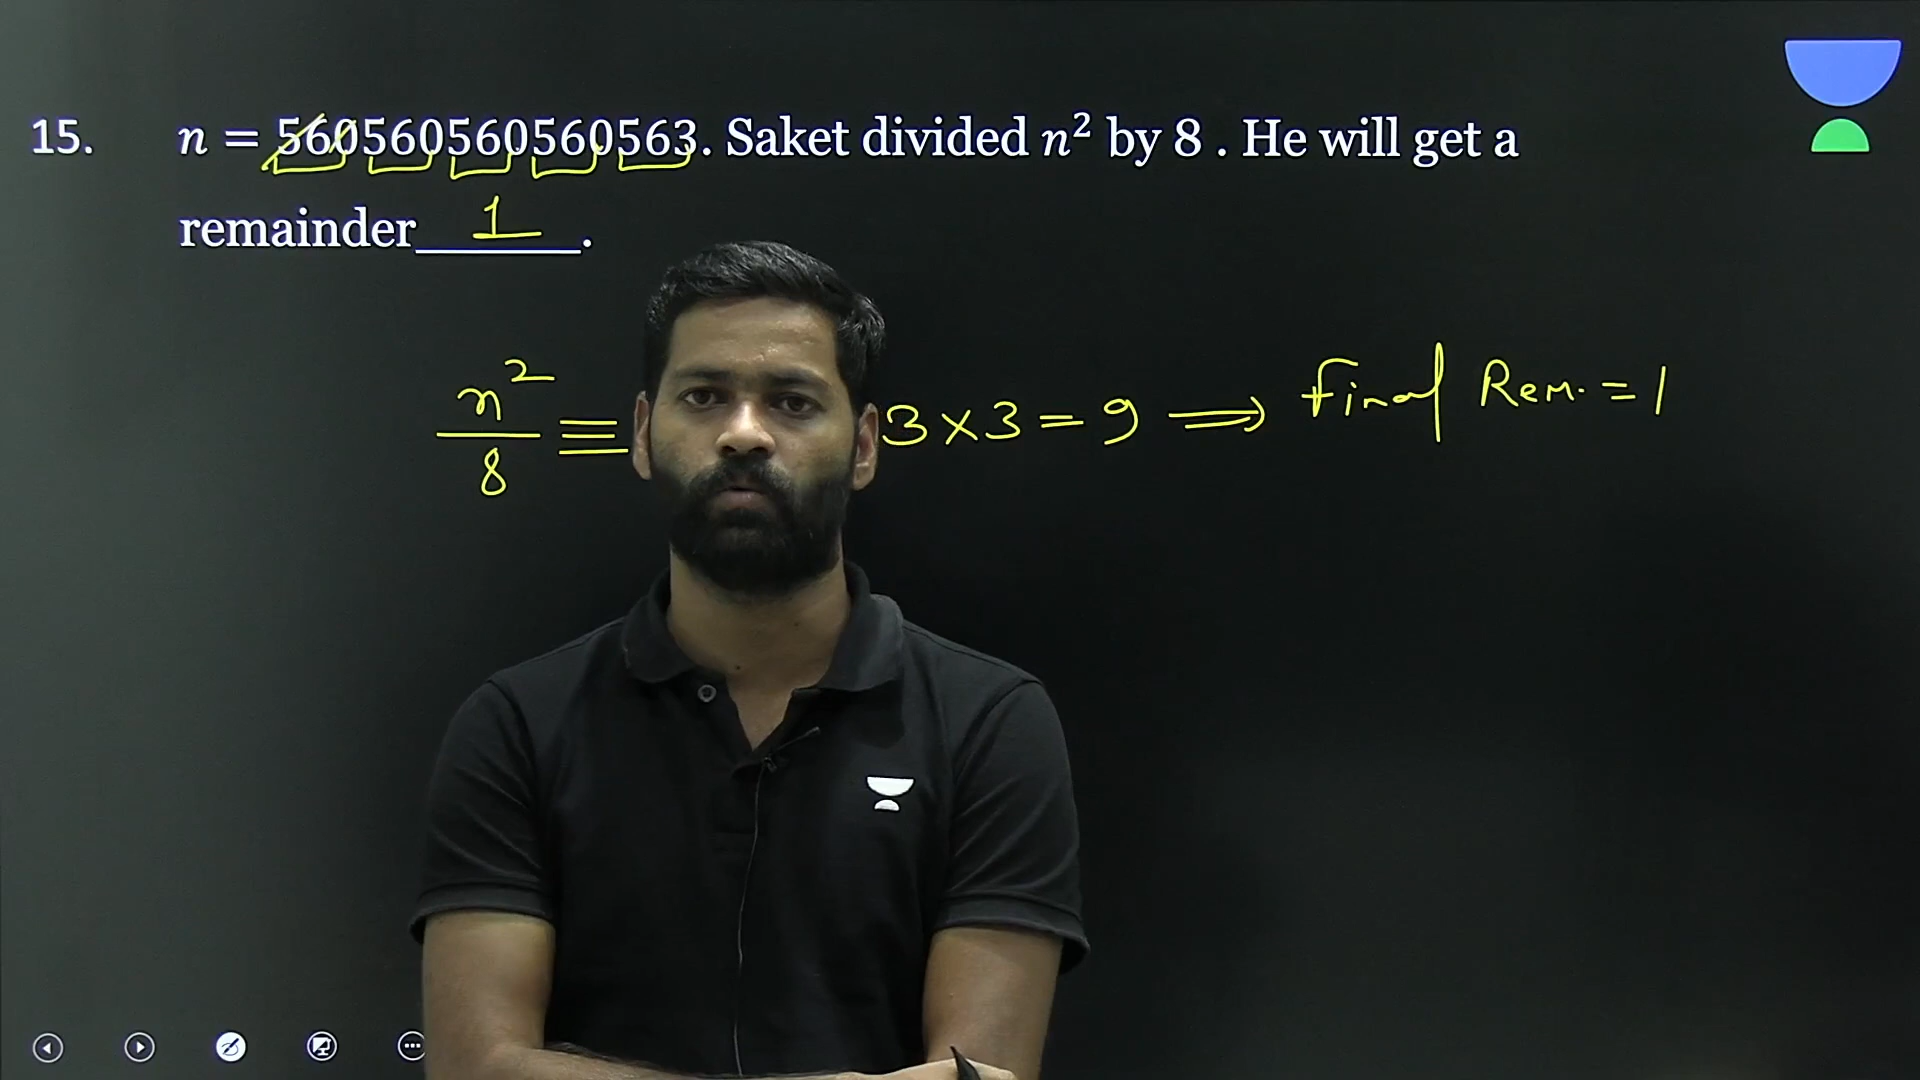 15. n = 560560560560563. Saket divided n² by 8 . He will get a
remainder 1 .
n²/8 ≡ 3 × 3 = 9 ⟹ Final Rem. = 1